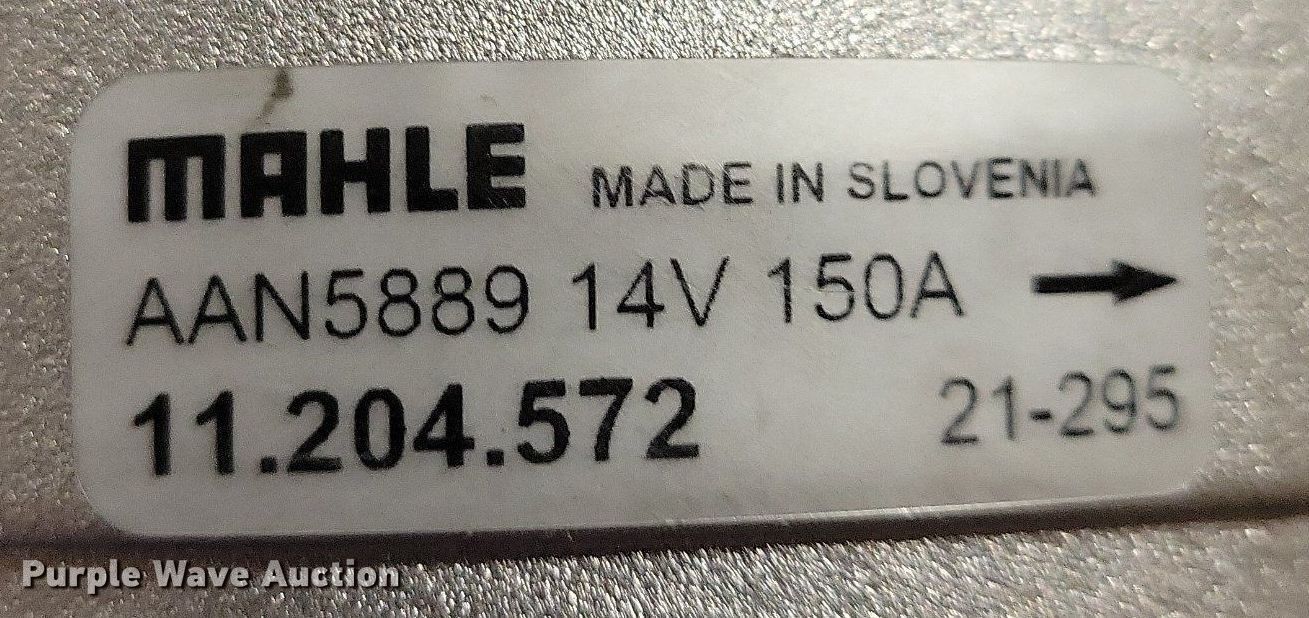 MAHLE MADE IN SLOVENIA
AAN5889 14V 150A →
11.204.572 21-295
Purple Wave Auction